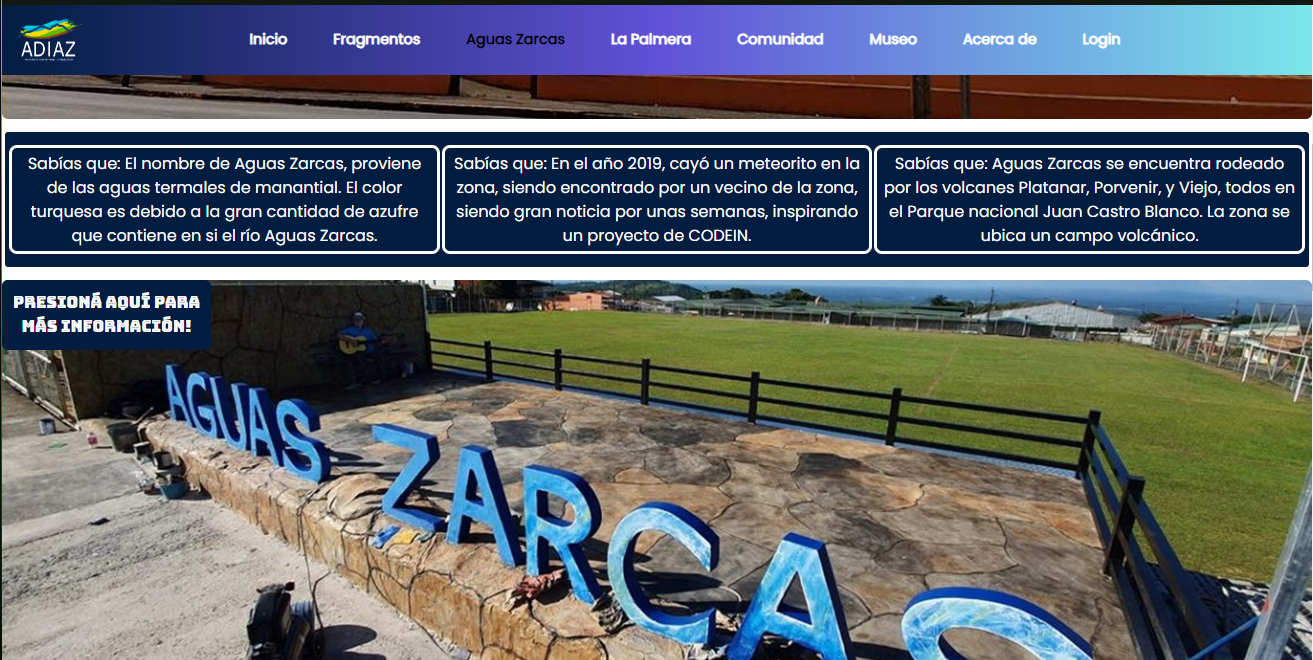 ADIAZ
Inicio Fragmentos Aguas Zarcas La Palmera Comunidad Museo Acerca de Login
Sabías que: El nombre de Aguas Zarcas, proviene
de las aguas termales de manantial. El color
turquesa es debido a la gran cantidad de azufre
que contiene en si el río Aguas Zarcas.
Sabías que: En el año 2019, cayó un meteorito en la
zona, siendo encontrado por un vecino de la zona,
siendo gran noticia por unas semanas, inspirando
un proyecto de CODEIN.
Sabías que: Aguas Zarcas se encuentra rodeado
por los volcanes Platanar, Porvenir, y Viejo, todos en
el Parque nacional Juan Castro Blanco. La zona se
ubica un campo volcánico.
PRESIONÁ AQUÍ PARA
MÁS INFORMACIÓN!
AGUAS ZARCAS